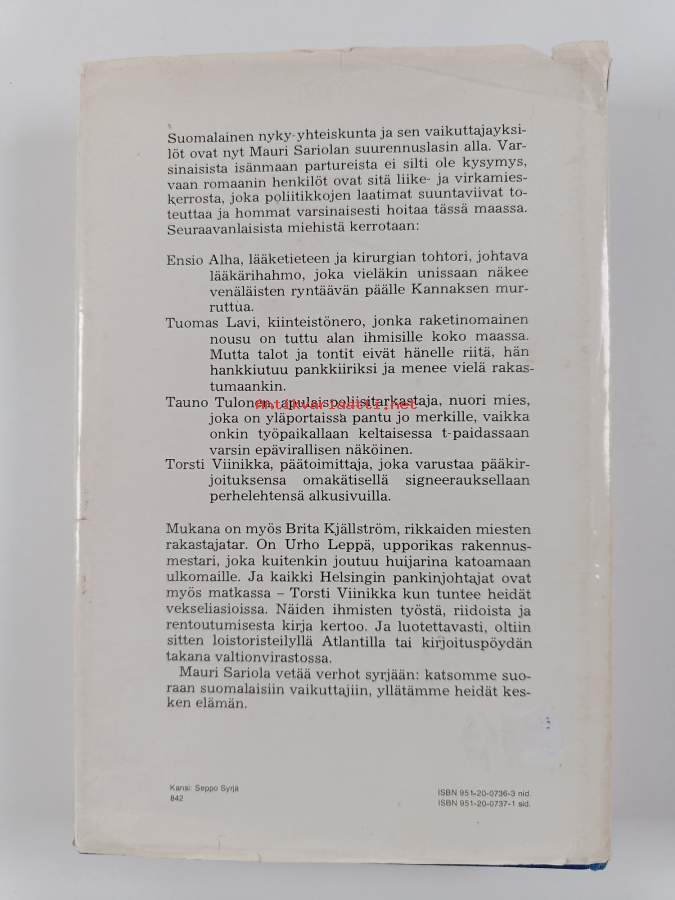 Suomalainen nyky-yhteiskunta ja sen vaikuttajayksi-
löt ovat nyt Mauri Sariolan suurennuslasin alla. Var-
sinaisista isänmaan partureista ei silti ole kysymys,
vaan romaanin henkilöt ovat sitä liike- ja virkamies-
kerrosta, joka poliitikkojen laatimat suuntaviivat to-
teuttaa ja hommat varsinaisesti hoitaa tässä maassa.
Seuraavanlaisista miehistä kerrotaan:
Ensio Alha, lääketieteen ja kirurgian tohtori, johtava
lääkärihahmo, joka vieläkin unissaan näkee
venäläisten ryntäävän päälle Kannaksen mur-
ruttua.
Tuomas Lavi, kiinteistönero, jonka raketinomainen
nousu on tuttu alan ihmisille koko maassa.
Mutta talot ja tontit eivät hänelle riitä, hän
hankkiutuu pankkiiriksi ja menee vielä rakas-
tumaankin.
Tauno Tulonen, apulaispoliisitarkastaja, nuori mies,
antikvariaatti.net
joka on yläportaissa pantu jo merkille, vaikka
onkin työpaikallaan keltaisessa t-paidassaan
varsin epävirallisen näköinen.
Torsti Viinikka, päätoimittaja, joka varustaa pääkir-
joituksensa omakätisellä signeerauksellaan
perhelehtensä alkusivuilla.
Mukana on myös Brita Kjällström, rikkaiden miesten
rakastajatar. On Urho Leppä, upporikas rakennus-
mestari, joka kuitenkin joutuu huijarina katoamaan
ulkomaille. Ja kaikki Helsingin pankinjohtajat ovat
myös matkassa – Torsti Viinikka kun tuntee heidät
vekseliasioissa. Näiden ihmisten työstä, riidoista ja
rentoutumisesta kirja kertoo. Ja luotettavasti, oltiin
sitten loistoristeilyllä Atlantilla tai kirjoituspöydän
takana valtionvirastossa.
Mauri Sariola vetää verhot syrjään: katsomme suo-
raan suomalaisiin vaikuttajiin, yllätämme heidät kes-
ken elämän.
Kansi: Seppo Syrjä
842
ISBN 951-20-0736-3 nid.
ISBN 951-20-0737-1 sid.